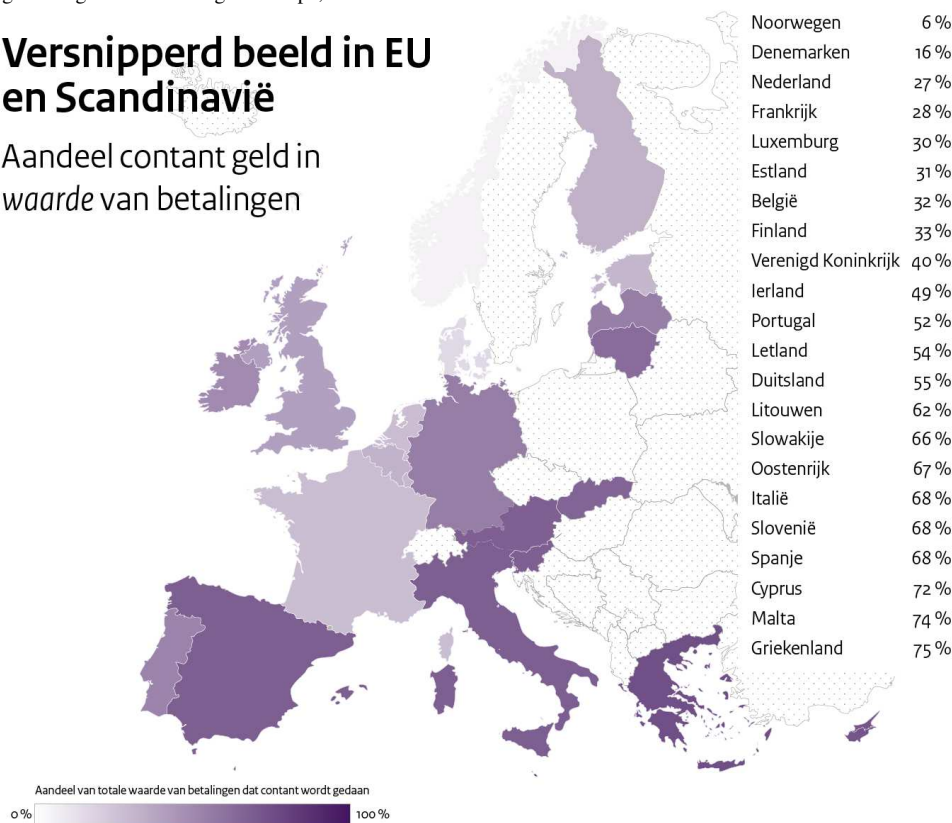 Versnipperd beeld in EU
en Scandinavië
Aandeel contant geld in
waarde van betalingen
Noorwegen 6 %
Denemarken 16 %
Nederland 27 %
Frankrijk 28 %
Luxemburg 30 %
Estland 31 %
België 32 %
Finland 33 %
Verenigd Koninkrijk 40 %
Ierland 49 %
Portugal 52 %
Letland 54 %
Duitsland 55 %
Litouwen 62 %
Slowakije 66 %
Oostenrijk 67 %
Italië 68 %
Slovenië 68 %
Spanje 68 %
Cyprus 72 %
Malta 74 %
Griekenland 75 %
Aandeel van totale waarde van betalingen dat contant wordt gedaan
0 % 100 %